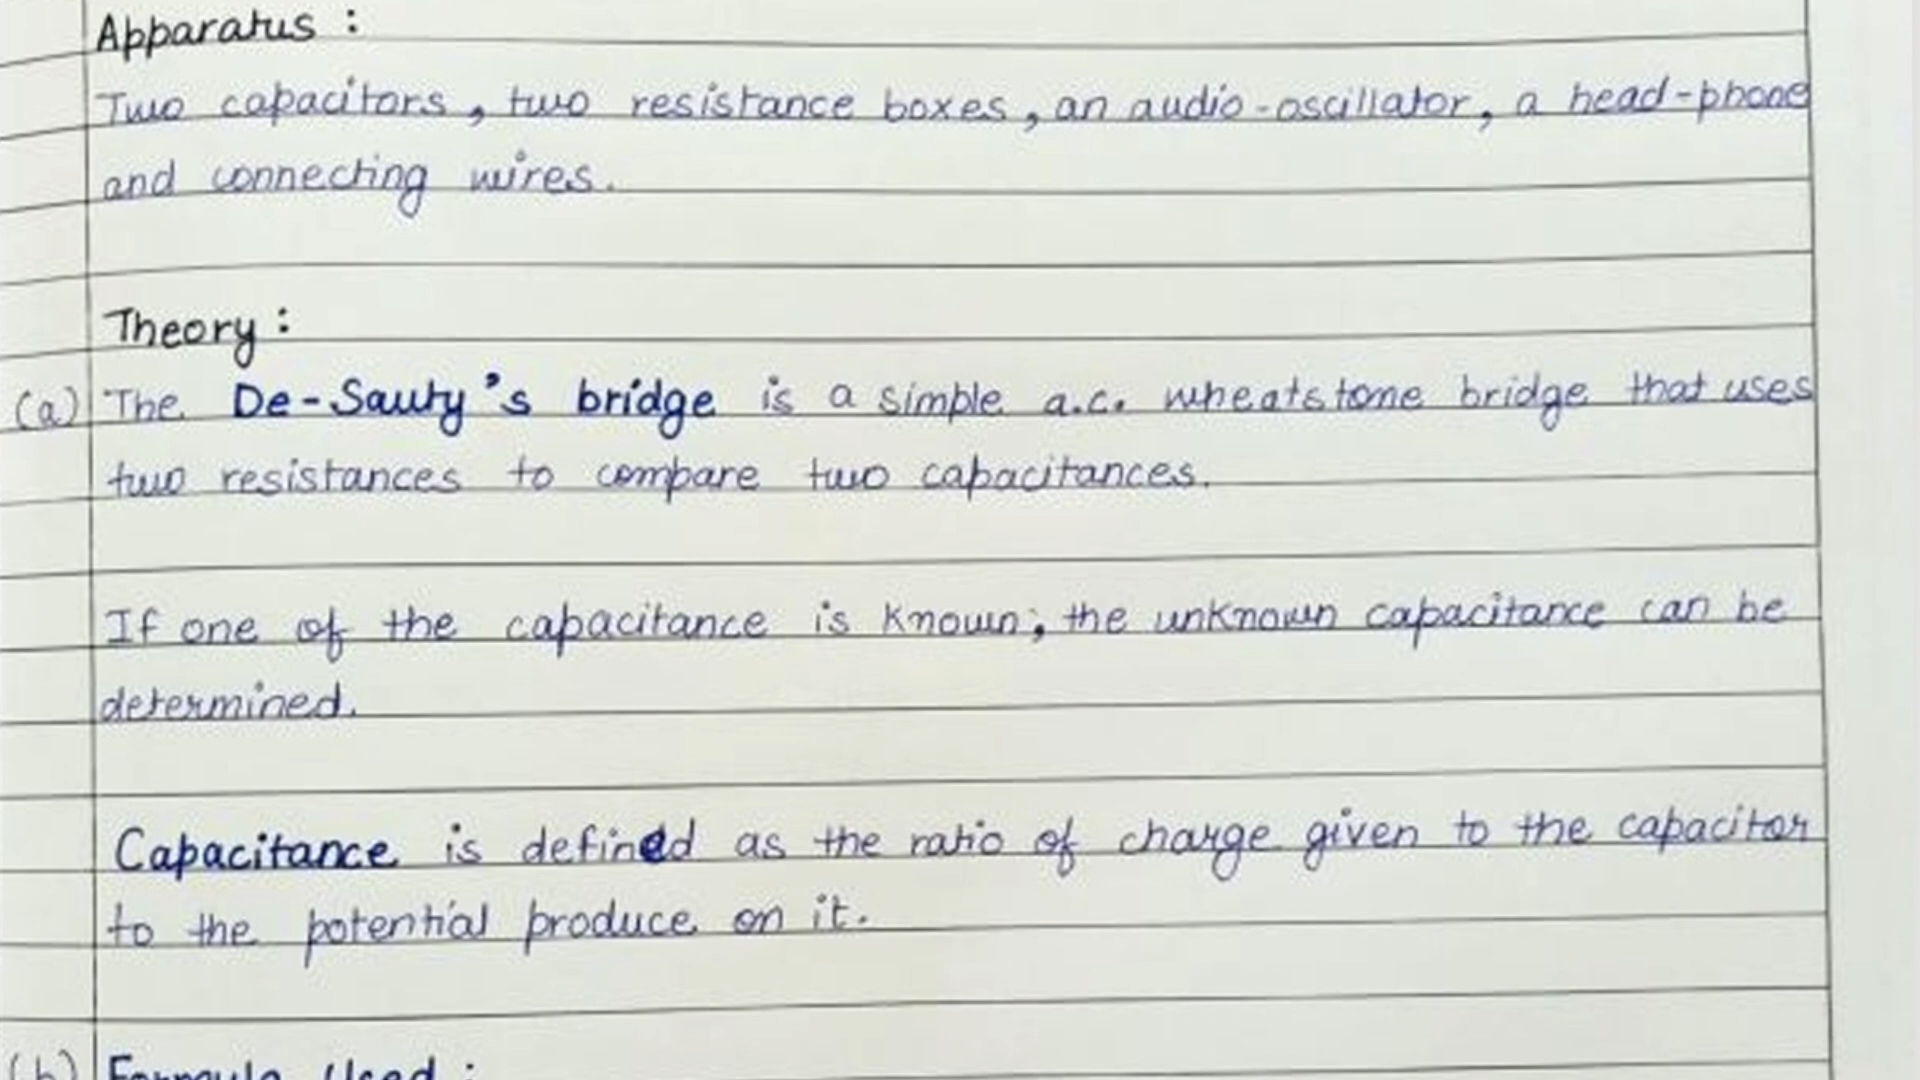 Apparatus :
Two capacitors, two resistance boxes, an audio-oscillator, a head-phone
and connecting wires.
Theory :
(a) The De-Sauty's bridge is a simple a.c. wheatstone bridge that uses
two resistances to compare two capacitances.
If one of the capacitance is known; the unknown capacitance can be
determined.
Capacitance is defined as the ratio of charge given to the capacitor
to the potential produce on it.
(b) Formula Used :